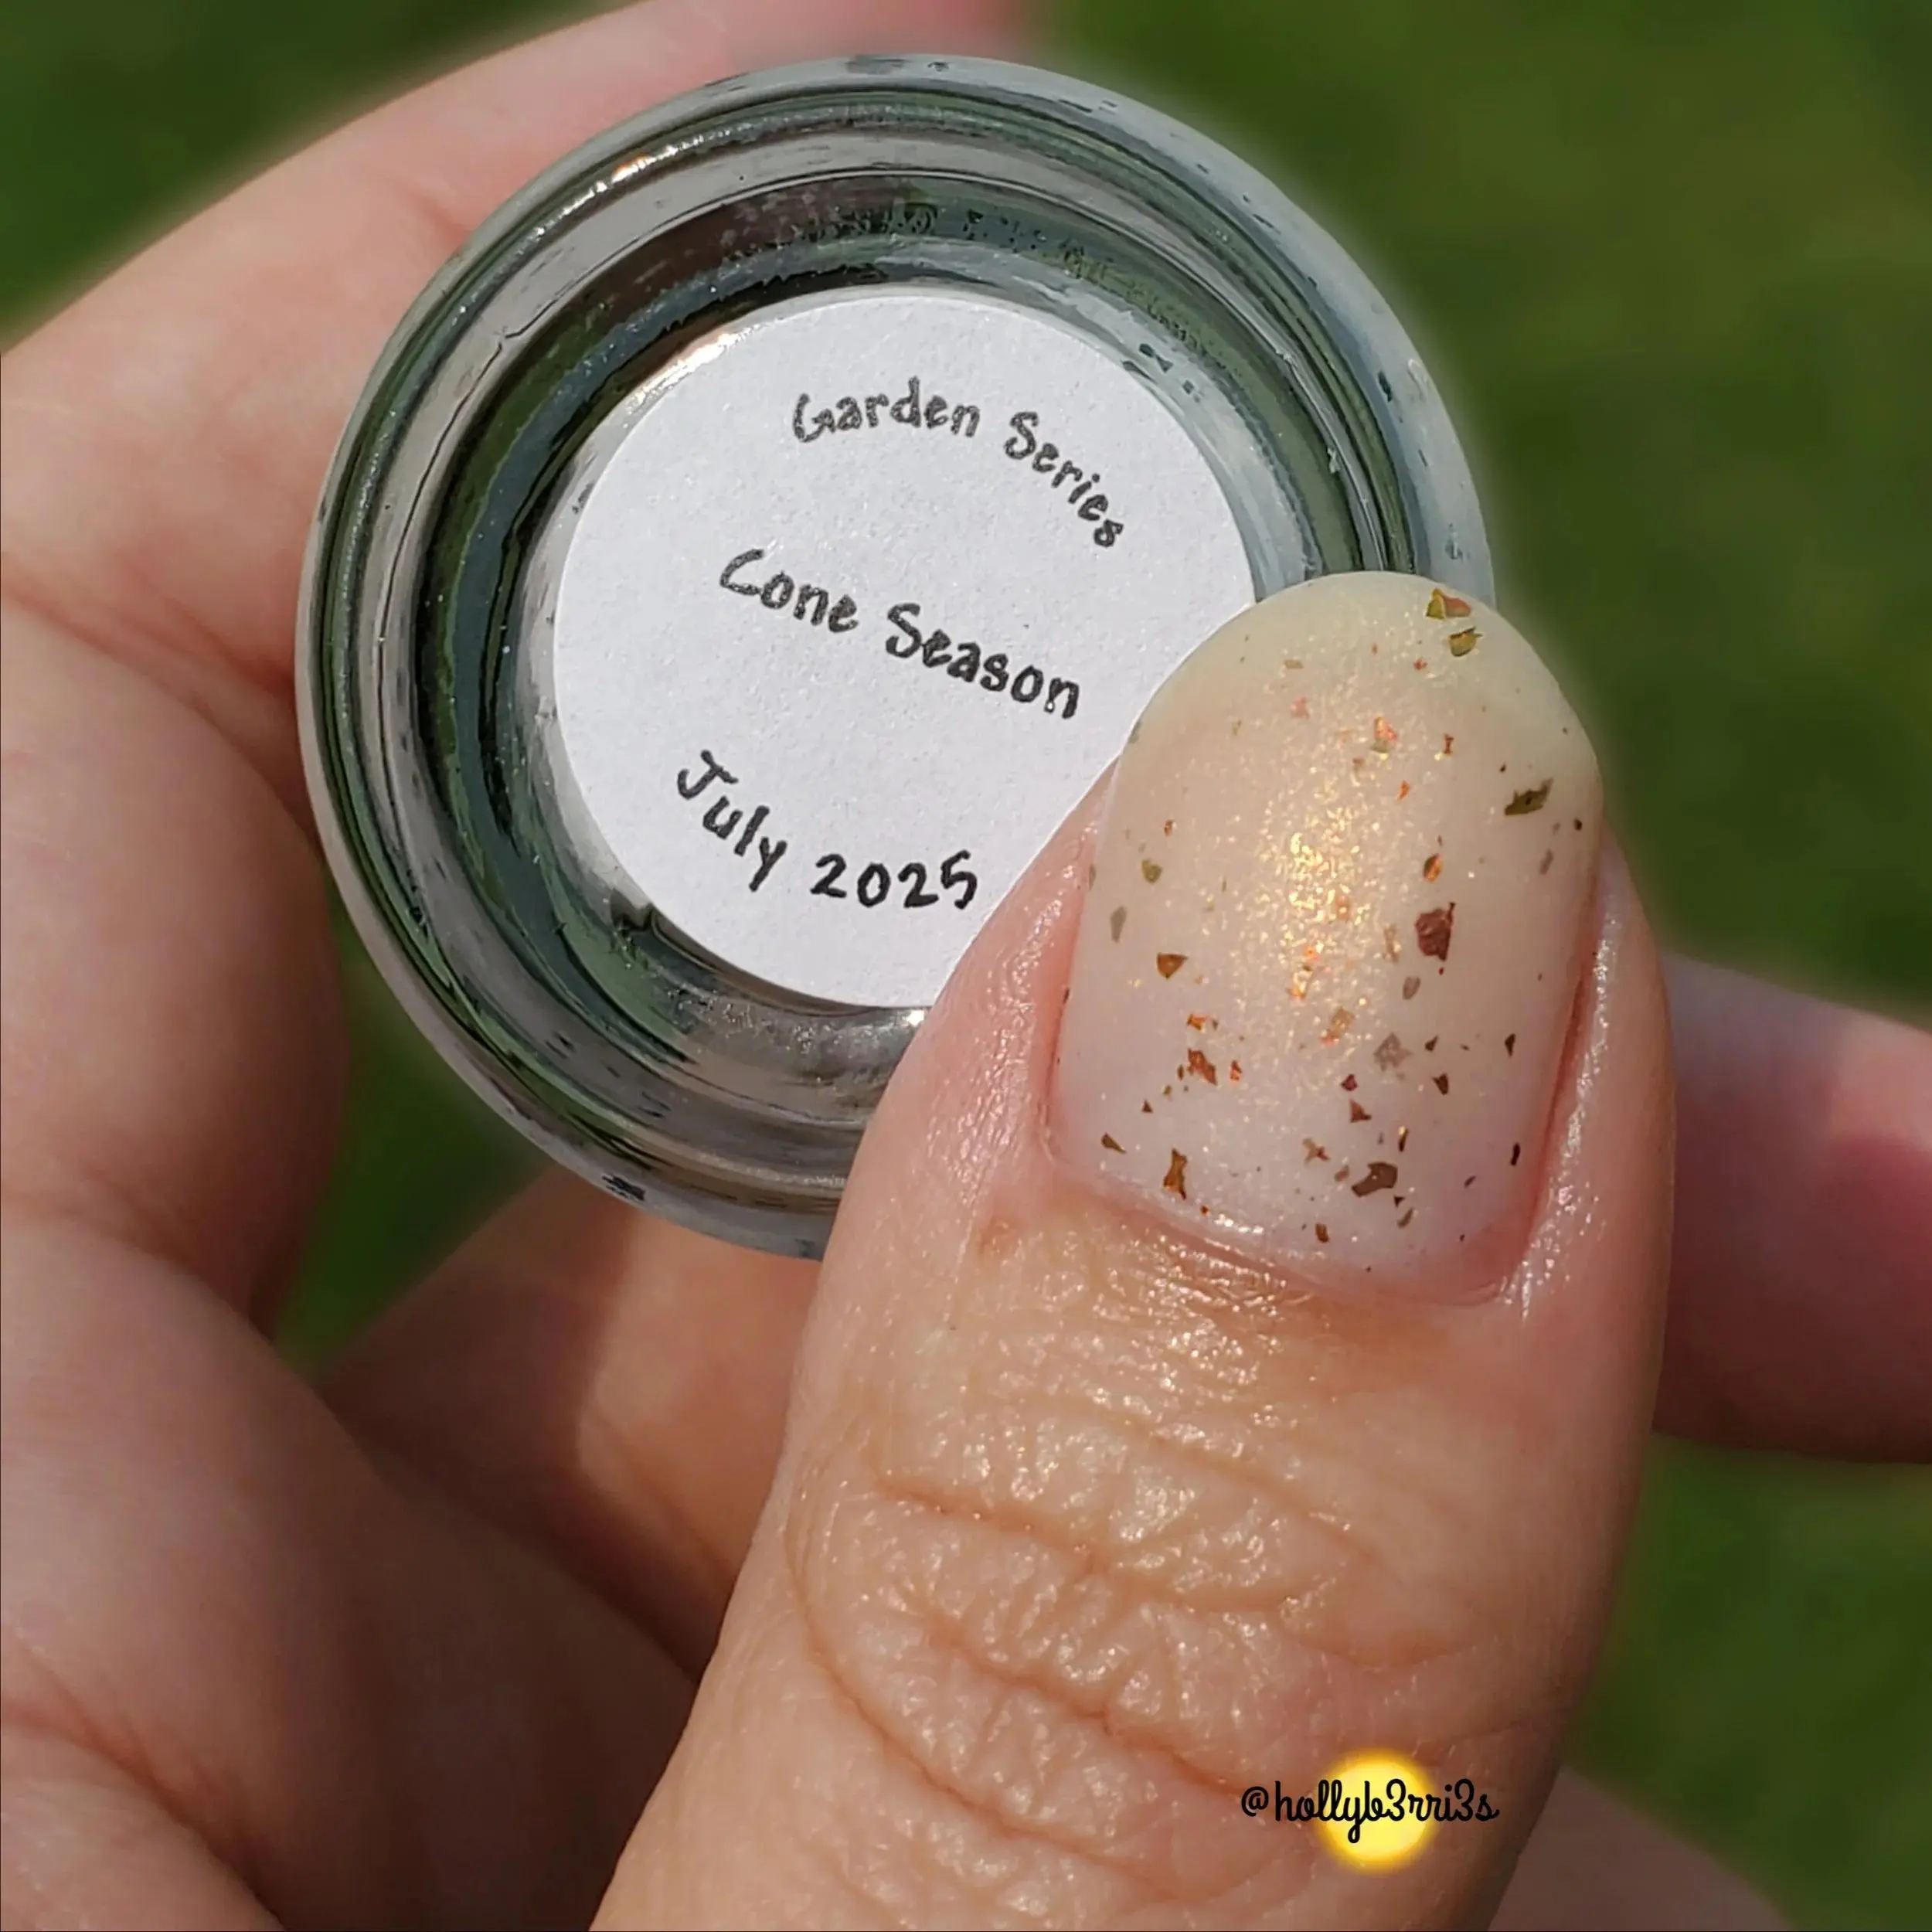 Garden Series
Cone Season
July 2025
@hollyb3rri3s